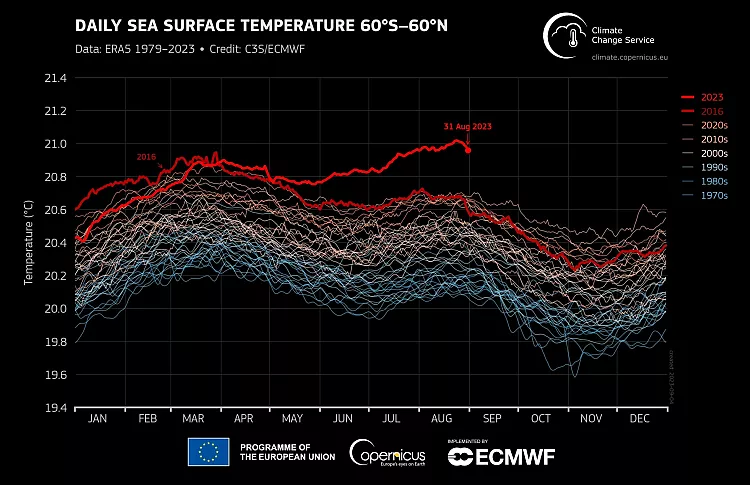 DAILY SEA SURFACE TEMPERATURE 60°S–60°N
Data: ERA5 1979–2023 • Credit: C3S/ECMWF
Climate
Change Service
climate.copernicus.eu
Temperature (°C)
21.4
21.2
21.0
20.8
20.6
20.4
20.2
20.0
19.8
19.6
19.4
2016
31 Aug 2023
2023
2016
2020s
2010s
2000s
1990s
1980s
1970s
JAN FEB MAR APR MAY JUN JUL AUG SEP OCT NOV DEC
PROGRAMME OF
THE EUROPEAN UNION
Copernicus
Europe's eyes on Earth
IMPLEMENTED BY
ECMWF